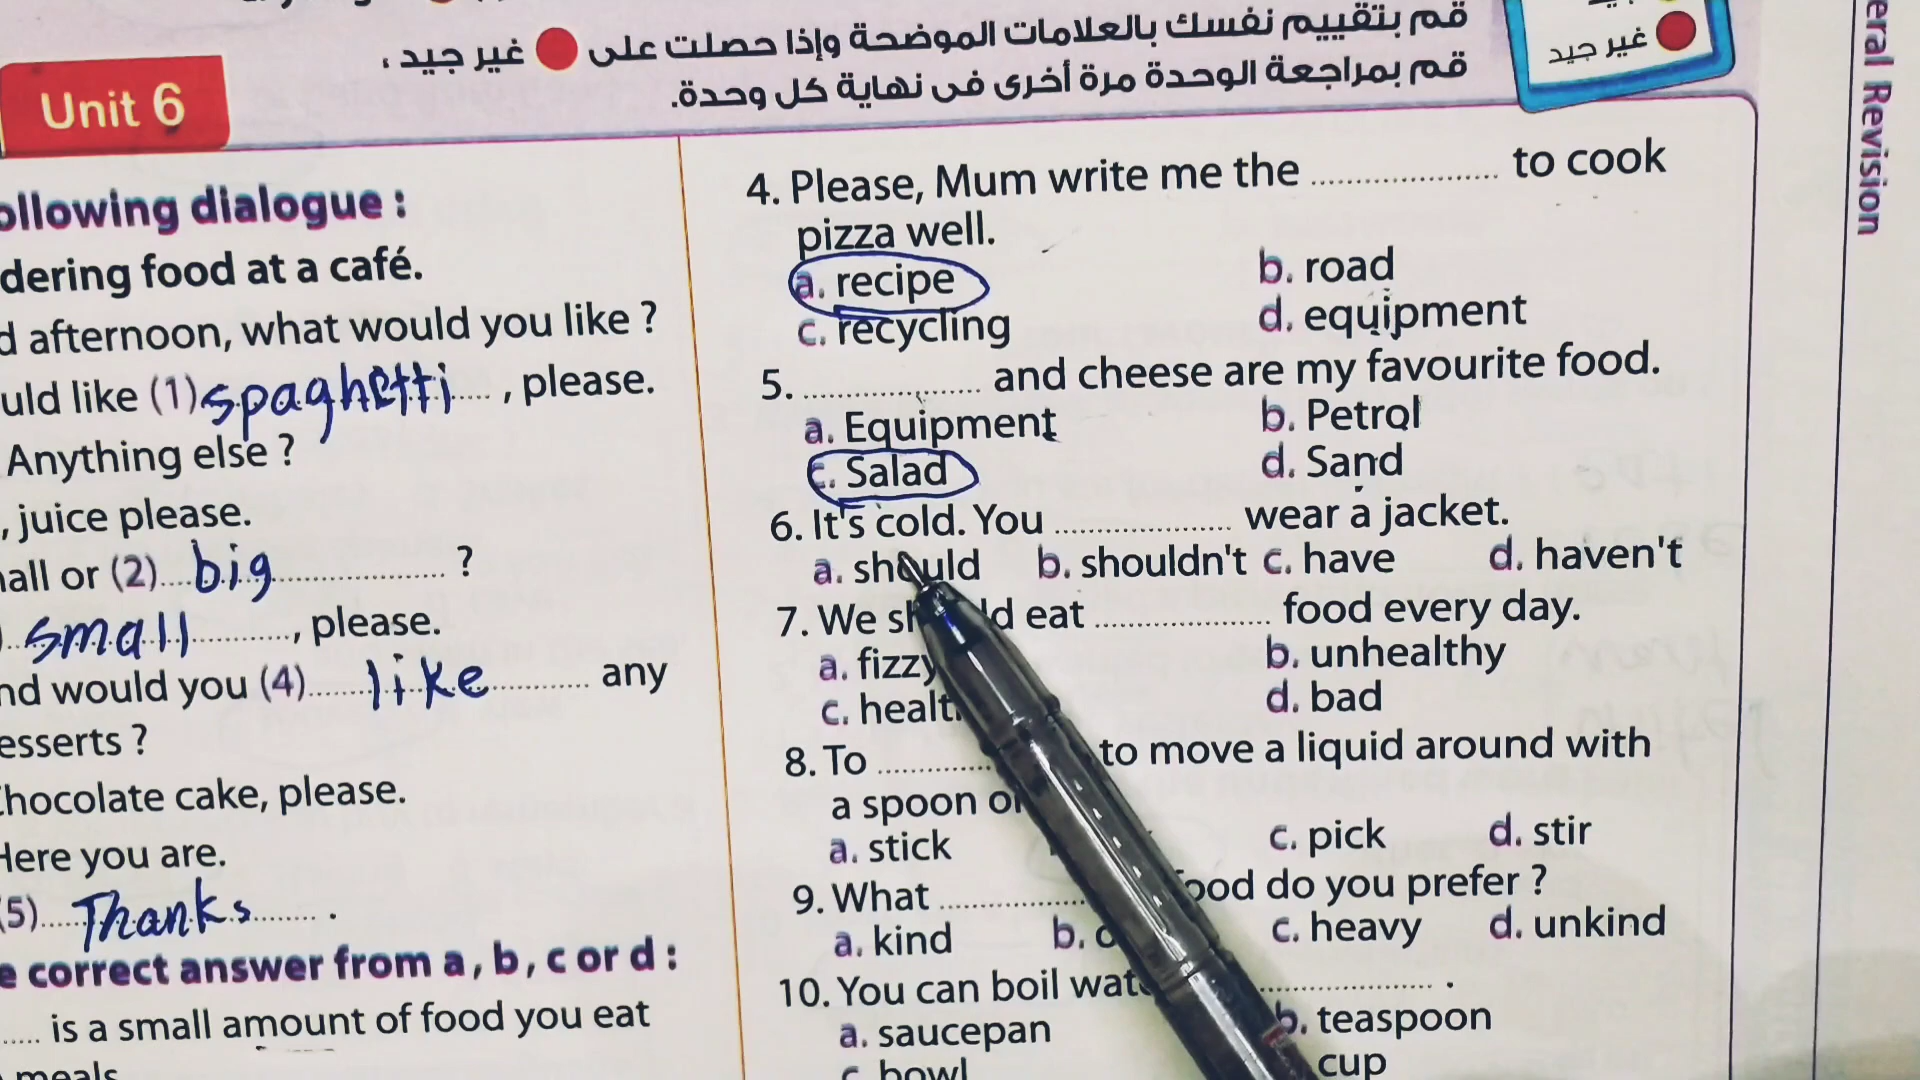 قم بتقييم نفسك بالعلامات الموضحة وإذا حصلت على غير جيد ،
قم بمراجعة الوحدة مرة أخرى فى نهاية كل وحدة.
غير جيد
eral Revision
Unit 6
ollowing dialogue :
dering food at a café.
d afternoon, what would you like ?
uld like (1) spaghetti , please.
Anything else ?
, juice please.
all or (2) big ?
small , please.
nd would you (4) like any
esserts ?
hocolate cake, please.
Here you are.
(5) Thanks .
e correct answer from a , b , c or d :
is a small amount of food you eat
meals
4. Please, Mum write me the to cook
pizza well.
a. recipe b. road
c. recycling d. equipment
5. and cheese are my favourite food.
a. Equipment b. Petrol
c. Salad d. Sand
6. It's cold. You wear a jacket.
a. should b. shouldn't c. have d. haven't
7. We sh ld eat food every day.
a. fizzy b. unhealthy
c. healt d. bad
8. To to move a liquid around with
a spoon or
a. stick c. pick d. stir
9. What food do you prefer ?
a. kind b. c. heavy d. unkind
10. You can boil wat .
a. saucepan b. teaspoon
c. bowl cup